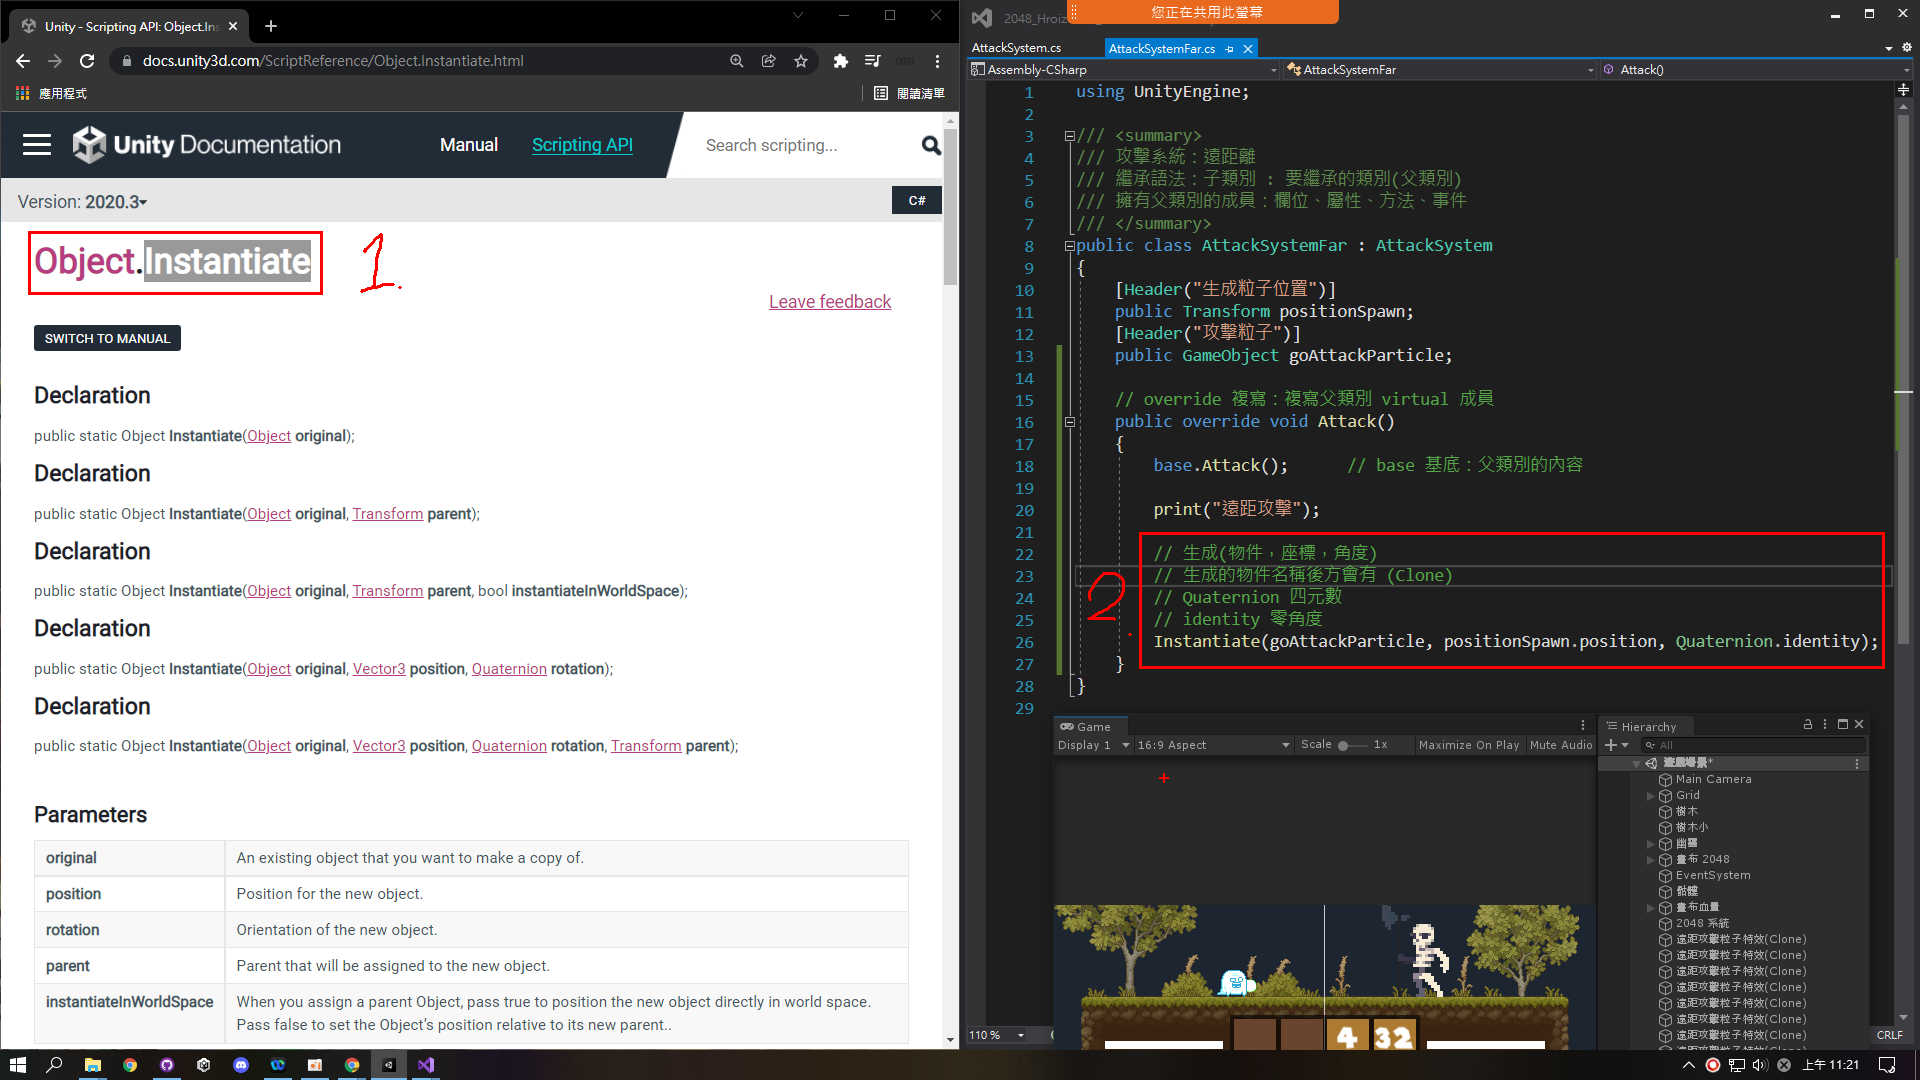 Unity - Scripting API: Object.Ins
docs.unity3d.com/ScriptReference/Object.Instantiate.html
應用程式
閱讀清單
Unity Documentation
Manual
Scripting API
Search scripting...
Version: 2020.3
C#
Object.Instantiate
1.
Leave feedback
SWITCH TO MANUAL
Declaration
public static Object Instantiate(Object original);
Declaration
public static Object Instantiate(Object original, Transform parent);
Declaration
public static Object Instantiate(Object original, Transform parent, bool instantiateInWorldSpace);
Declaration
public static Object Instantiate(Object original, Vector3 position, Quaternion rotation);
Declaration
public static Object Instantiate(Object original, Vector3 position, Quaternion rotation, Transform parent);
Parameters
original An existing object that you want to make a copy of.
position Position for the new object.
rotation Orientation of the new object.
parent Parent that will be assigned to the new object.
instantiateInWorldSpace When you assign a parent Object, pass true to position the new object directly in world space.
Pass false to set the Object's position relative to its new parent..
您正在共用此螢幕
AttackSystem.cs
AttackSystemFar.cs
Assembly-CSharp
AttackSystemFar
Attack()
1 using UnityEngine;
2
3 /// <summary>
4 /// 攻擊系統：遠距離
5 /// 繼承語法：子類別 : 要繼承的類別(父類別)
6 /// 擁有父類別的成員：欄位、屬性、方法、事件
7 /// </summary>
8 public class AttackSystemFar : AttackSystem
9 {
10 [Header("生成粒子位置")]
11 public Transform positionSpawn;
12 [Header("攻擊粒子")]
13 public GameObject goAttackParticle;
14
15 // override 複寫：複寫父類別 virtual 成員
16 public override void Attack()
17 {
18 base.Attack(); // base 基底：父類別的內容
19
20 print("遠距攻擊");
21
22 // 生成(物件，座標，角度)
23 // 生成的物件名稱後方會有 (Clone)
24 // Quaternion 四元數
25 // identity 零角度
26 Instantiate(goAttackParticle, positionSpawn.position, Quaternion.identity);
27 }
28 }
29
2.
Game
Display 1
16:9 Aspect
Scale
1x
Maximize On Play
Mute Audio
4
32
Hierarchy
All
遊戲場景*
Main Camera
Grid
樹木
樹木小
幽靈
畫布 2048
EventSystem
骷髏
畫布血量
2048 系統
遠距攻擊粒子特效(Clone)
遠距攻擊粒子特效(Clone)
遠距攻擊粒子特效(Clone)
遠距攻擊粒子特效(Clone)
遠距攻擊粒子特效(Clone)
遠距攻擊粒子特效(Clone)
遠距攻擊粒子特效(Clone)
110 %
CRLF
上午 11:21